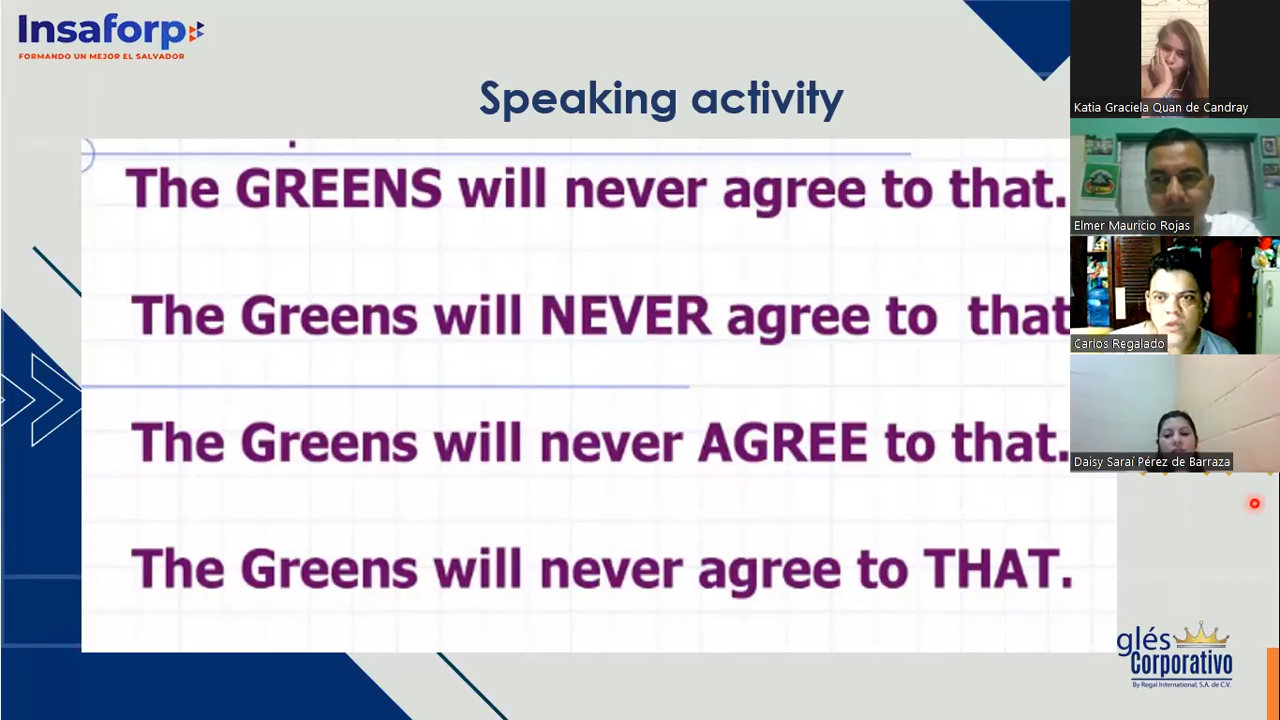 Insaforp
FORMANDO UN MEJOR EL SALVADOR
Speaking activity
The GREENS will never agree to that.
The Greens will NEVER agree to that
The Greens will never AGREE to that.
The Greens will never agree to THAT.
Katia Graciela Quan de Candray
Elmer Mauricio Rojas
Carlos Regalado
Daisy Saraí Pérez de Barraza
glés
Corporativo
By Regal International, S.A. de C.V.